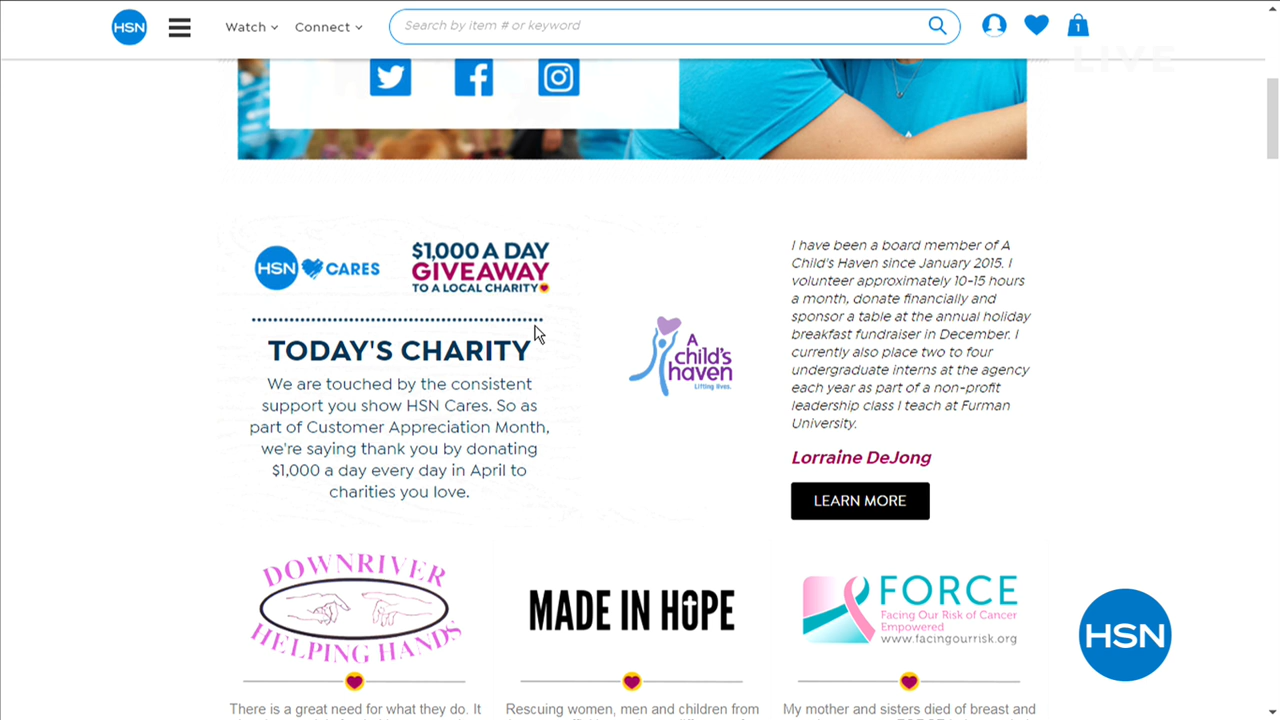 HSN
Watch
Connect
Search by item # or keyword
1
LIVE
HSN CARES
$1,000 A DAY
GIVEAWAY
TO A LOCAL CHARITY
TODAY'S CHARITY
We are touched by the consistent
support you show HSN Cares. So as
part of Customer Appreciation Month,
we're saying thank you by donating
$1,000 a day every day in April to
charities you love.
A
child's
haven
Lifting lives.
I have been a board member of A
Child's Haven since January 2015. I
volunteer approximately 10-15 hours
a month, donate financially and
sponsor a table at the annual holiday
breakfast fundraiser in December. I
currently also place two to four
undergraduate interns at the agency
each year as part of a non-profit
leadership class I teach at Furman
University.
Lorraine DeJong
LEARN MORE
DOWNRIVER
HELPING HANDS
MADE IN HOPE
FORCE
Facing Our Risk of Cancer
Empowered
www.facingourrisk.org
HSN
There is a great need for what they do. It
Rescuing women, men and children from
My mother and sisters died of breast and